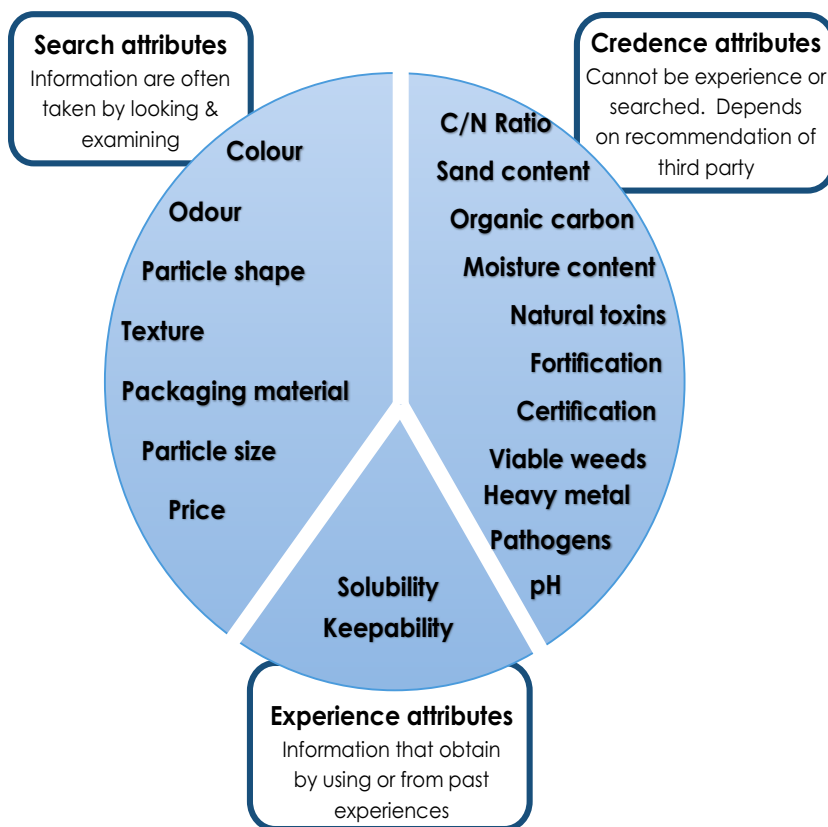 Search attributes
Information are often
taken by looking &
examining
Credence attributes
Cannot be experience or
searched. Depends
on recommendation of
third party
Colour
Odour
Particle shape
Texture
Packaging material
Particle size
Price
C/N Ratio
Sand content
Organic carbon
Moisture content
Natural toxins
Fortification
Certification
Viable weeds
Heavy metal
Pathogens
pH
Solubility
Keepability
Experience attributes
Information that obtain
by using or from past
experiences